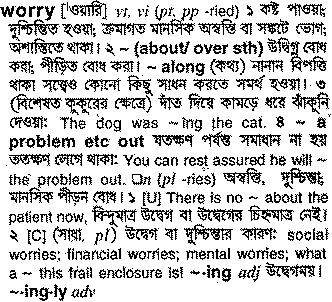 worry ['ওয়ারি] vt, vi (pt, pp -ried) ১ কষ্ট পাওয়া;
দুশ্চিন্তিত হওয়া; ক্রমাগত মানসিক অস্বস্তি বা সঙ্কটে ভোগা;
অশান্তিতে থাকা। ২ ~ (about/over sth) উদ্বিগ্ন বোধ
করা; পীড়িত বোধ করা। ~ along (কথ্য) নানান বিপত্তি
থাকা সত্ত্বেও কোনো কিছু সাধন করতে সমর্থ হওয়া। ৩
(বিশেষত কুকুরের ক্ষেত্রে) দাঁত দিয়ে কামড়ে ধরে ঝাঁকুনি
দেওয়া: The dog was ~ing the cat. ৪ ~ a
problem etc out যতক্ষণ পর্যন্ত সমাধান না হয়
ততক্ষণ লেগে থাকা: You can rest assured he will ~
the problem out. □n (pl -ries) অস্বস্তি, দুশ্চিন্তা;
মানসিক পীড়ন বোধ। ১ [U] There is no ~ about the
patient now, বিন্দুমাত্র উদ্বেগ বা উদ্বেগের চিহ্নমাত্র নেই।
২ [C] (সাধা, pl) উদ্বেগ বা দুশ্চিন্তার কারণ: social
worries; financial worries; mental worries; what
a ~ this frail enclosure is! ~-ing adj উদ্বেগময়।
~-ing-ly adv